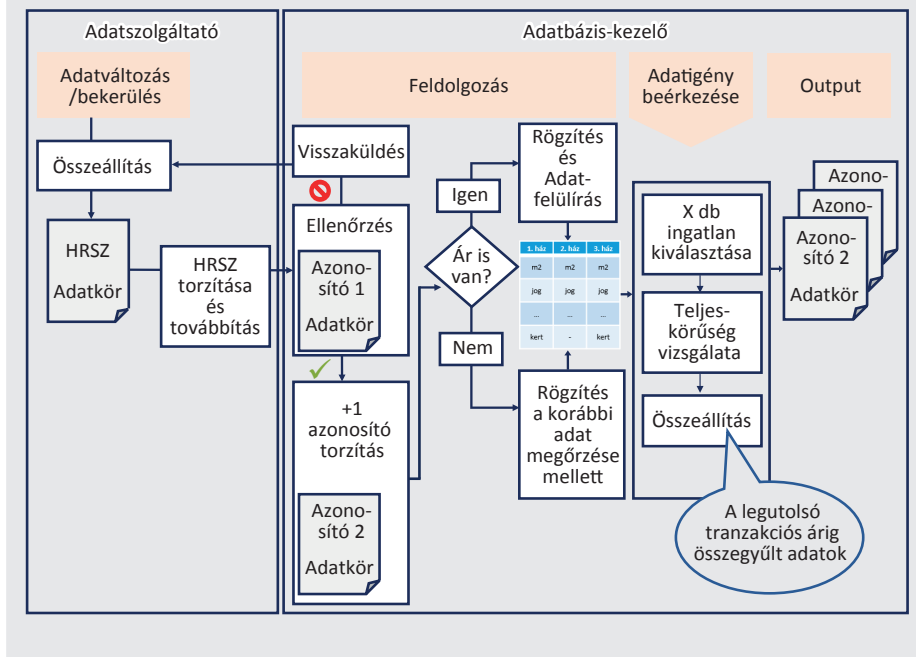 Adatszolgáltató
Adatbázis-kezelő
Adatváltozás
/bekerülés
Feldolgozás
Adatigény
beérkezése
Output
Összeállítás
HRSZ
Adatkör
HRSZ
torzítása
és
továbbítás
Visszaküldés
Ellenőrzés
Azono-
sító 1
Adatkör
+1
azonosító
torzítás
Azono-
sító 2
Adatkör
Igen
Ár is
van?
Nem
Rögzítés
és
Adat-
felülírás
1. ház 2. ház 3. ház
m2 m2 m2
jog jog jog
... ... ...
kert - kert
Rögzítés
a korábbi
adat
megőrzése
mellett
X db
ingatlan
kiválasztása
Teljes-
körűség
vizsgálata
Összeállítás
A legutolsó
tranzakciós árig
összegyűlt adatok
Azono-
Azono-
Azono-
sító 2
Adatkör